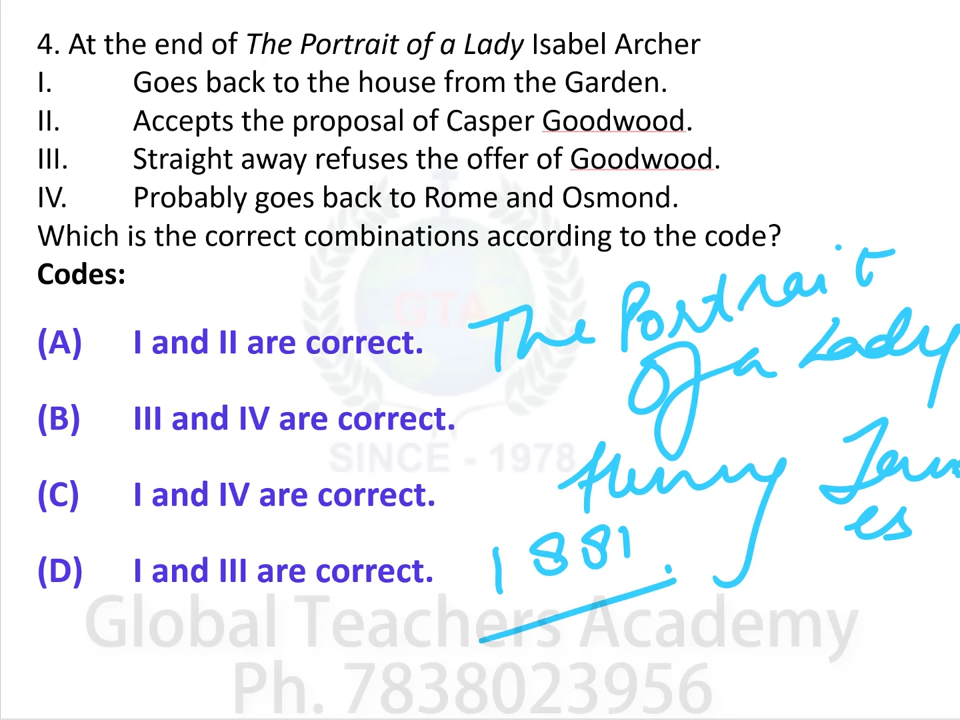 4. At the end of The Portrait of a Lady Isabel Archer
I. Goes back to the house from the Garden.
II. Accepts the proposal of Casper Goodwood.
III. Straight away refuses the offer of Goodwood.
IV. Probably goes back to Rome and Osmond.
Which is the correct combinations according to the code?
Codes:
(A) I and II are correct.
(B) III and IV are correct.
(C) I and IV are correct.
(D) I and III are correct.
The Portrait
of a Lady
Henry Jam
es
1881.
GTA
SINCE - 1978
Global Teachers Academy
Ph. 7838023956